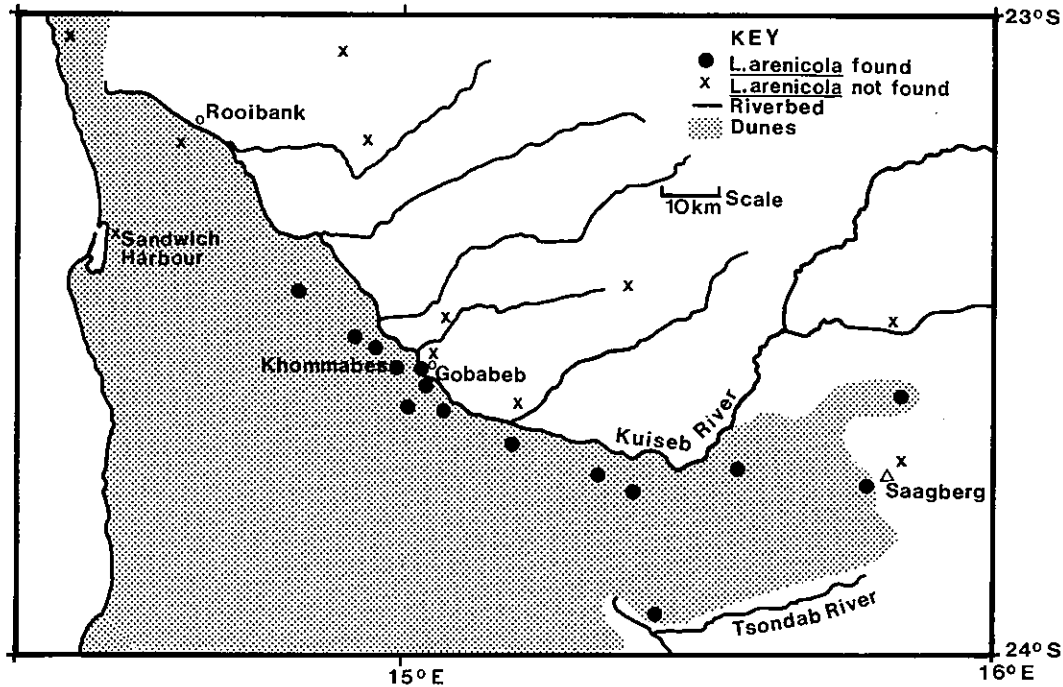 23°S
KEY
L. arenicola found
x L. arenicola not found
Riverbed
Dunes
Rooibank
10km Scale
Sandwich
Harbour
Khommabes
Gobabeb
Kuiseb River
Saagberg
Tsondab River
24°S
15°E
16°E